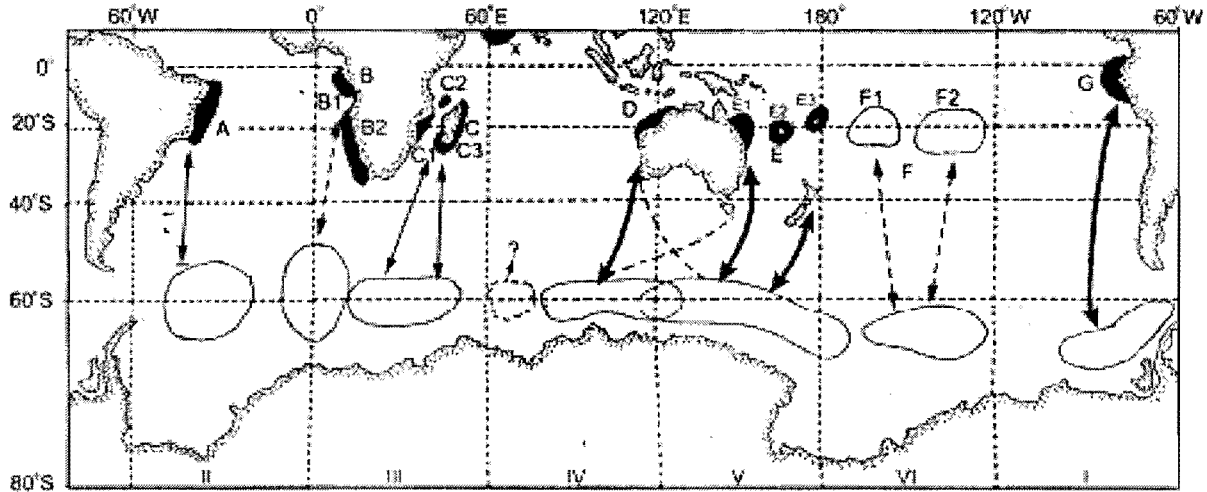 60°W 0° 60°E 120°E 180° 120°W 60°W
X
0° B C2 G
B1 D E1 E3 F1 F2
20°S A B2 C E2
C1 C3 E F
40°S
?
60°S
80°S II III IV V VI I